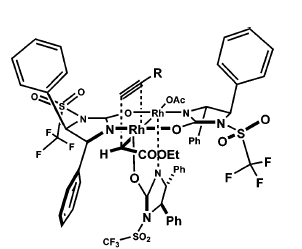 R
O O
S N O Rh N
OAc
F F F
N Rh O N
Ph
S O O
H COOEt
F F F
O N Ph
N Ph
CF3 SO2